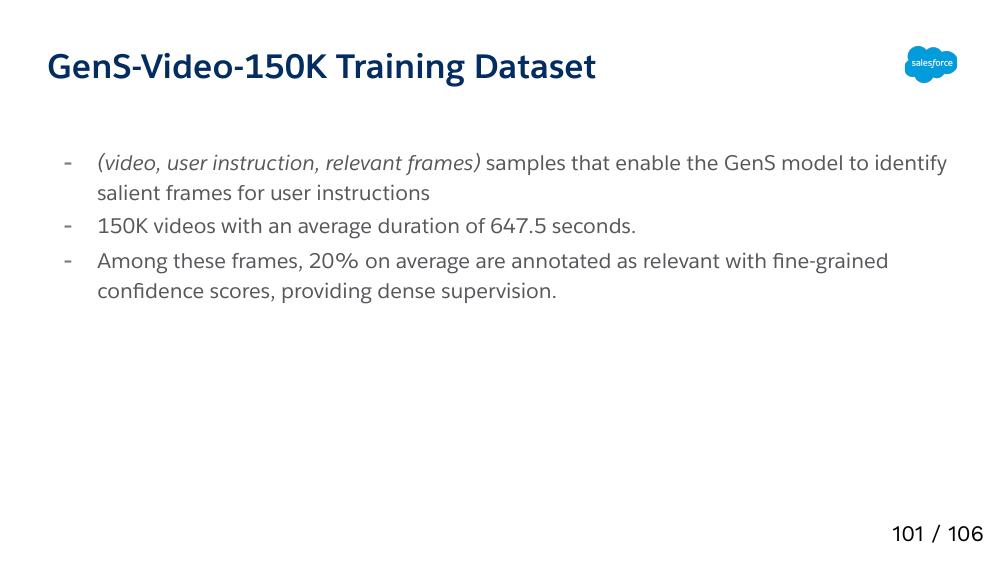 GenS-Video-150K Training Dataset
salesforce
- (video, user instruction, relevant frames) samples that enable the GenS model to identify
salient frames for user instructions
- 150K videos with an average duration of 647.5 seconds.
- Among these frames, 20% on average are annotated as relevant with fine-grained
confidence scores, providing dense supervision.
101 / 106